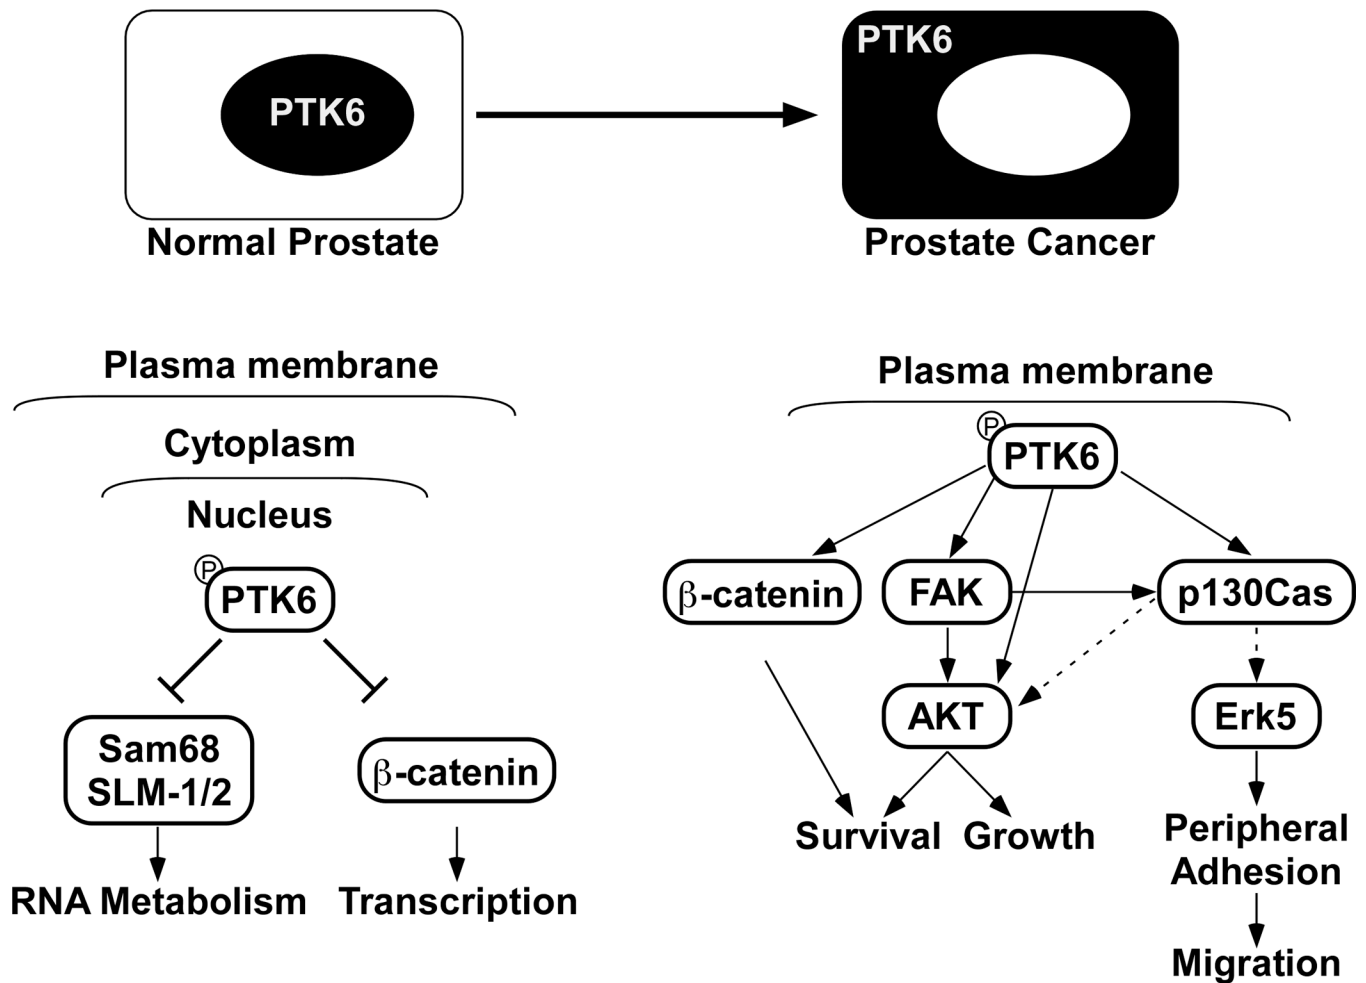 PTK6
Normal Prostate
PTK6
Prostate Cancer
Plasma membrane
Cytoplasm
Nucleus
P
PTK6
Sam68
SLM-1/2
β-catenin
RNA Metabolism
Transcription
Plasma membrane
P
PTK6
β-catenin
FAK
p130Cas
AKT
Erk5
Survival
Growth
Peripheral
Adhesion
Migration